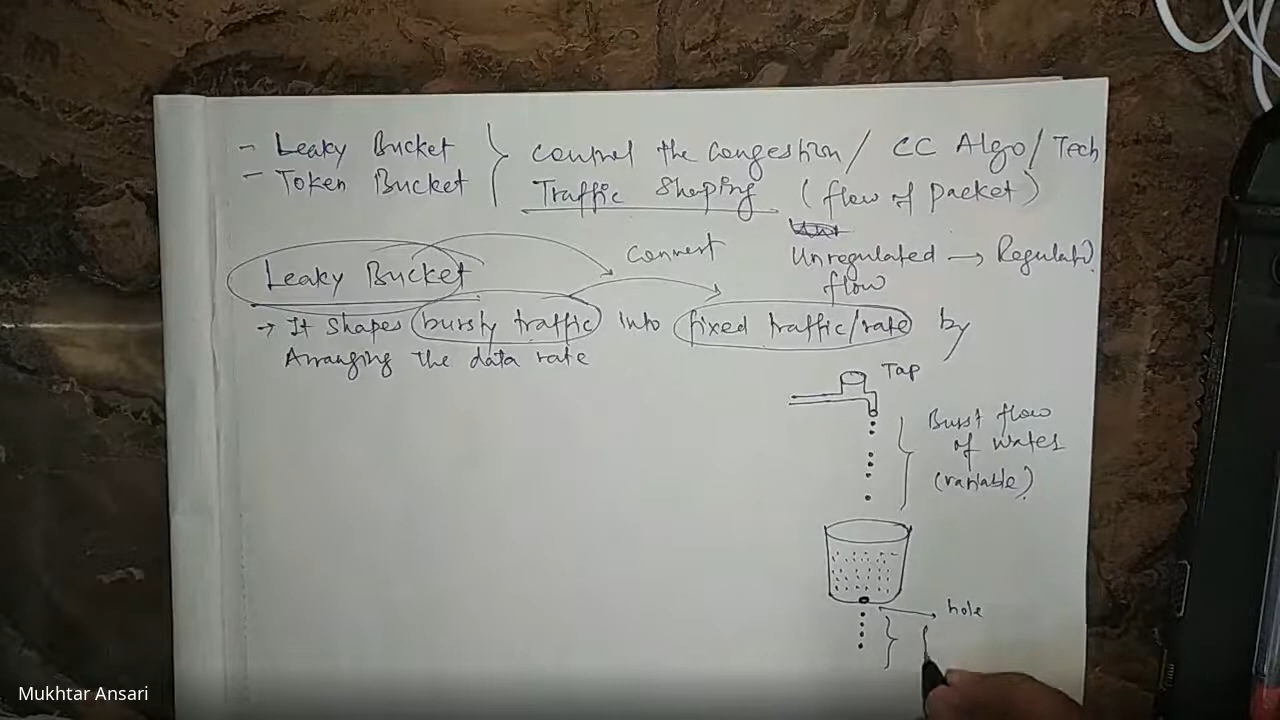 - Leaky Bucket
- Token Bucket
control the congestion / CC Algo / Tech
Traffic Shaping (flow of packet)
Leaky Bucket
convert
Unregulated → Regulated
flow
→ It shapes bursty traffic into fixed traffic/rate by
Arranging the data rate
Tap
Burst flow
of water
(variable)
hole
Mukhtar Ansari